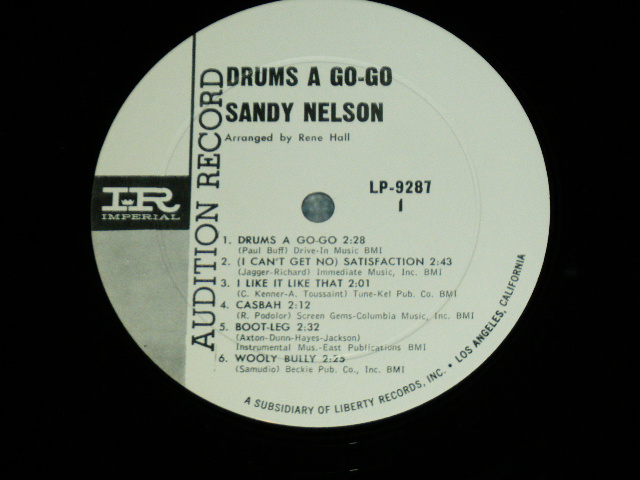 DRUMS A GO-GO
SANDY NELSON
Arranged by Rene Hall
AUDITION RECORD
IR
IMPERIAL
LP-9287
1
1. DRUMS A GO-GO 2:28
(Paul Buff) Drive-In Music BMI
2. (I CAN'T GET NO) SATISFACTION 2:43
(Jagger-Richard) Immediate Music, Inc. BMI
3. I LIKE IT LIKE THAT 2:01
(C. Kenner-A. Toussaint) Tune-Kel Pub. Co. BMI
4. CASBAH 2:12
(R. Podolor) Screen Gems-Columbia Music, Inc. BMI
5. BOOT-LEG 2:32
(Axton-Dunn-Hayes-Jackson)
Instrumental Mus.-East Publications BMI
6. WOOLY BULLY 2:25
(Samudio) Beckie Pub. Co., Inc. BMI
A SUBSIDIARY OF LIBERTY RECORDS, INC. • LOS ANGELES, CALIFORNIA